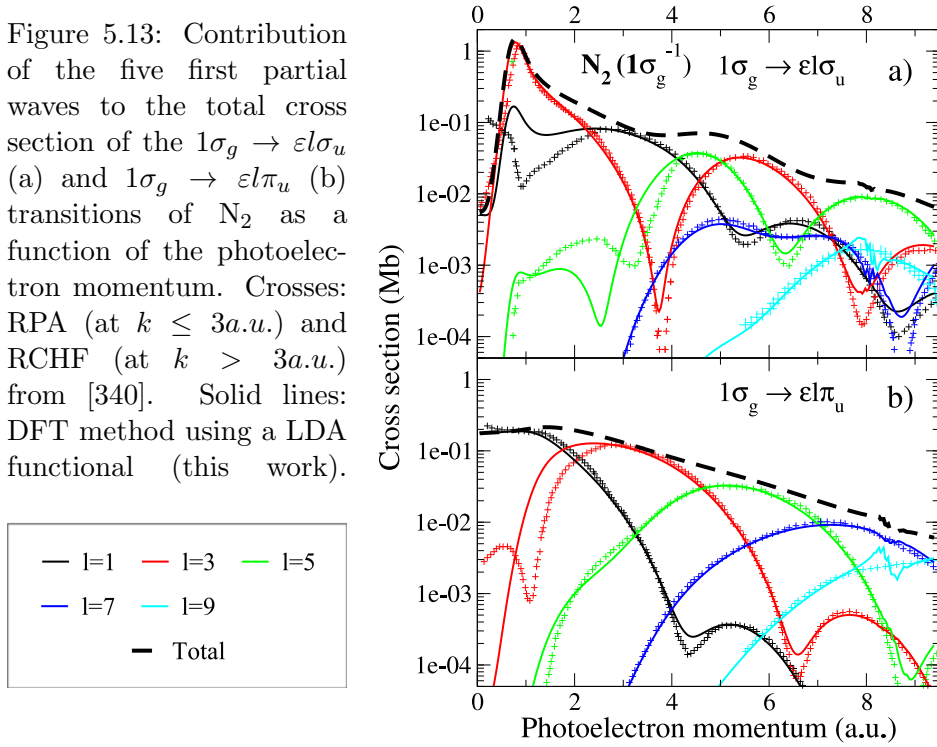 Figure 5.13: Contribution
of the five first partial
waves to the total cross
section of the 1σg → εlσu
(a) and 1σg → εlπu (b)
transitions of N2 as a
function of the photoelec-
tron momentum. Crosses:
RPA (at k ≤ 3a.u.) and
RCHF (at k > 3a.u.)
from [340]. Solid lines:
DFT method using a LDA
functional (this work).
l=1 l=3 l=5
l=7 l=9
Total
0 2 4 6 8
N2 (1σg⁻¹) 1σg → εlσu a)
1
1e-01
1e-02
1e-03
1e-04
Cross section (Mb)
1σg → εlπu b)
1
1e-01
1e-02
1e-03
1e-04
0 2 4 6 8
Photoelectron momentum (a.u.)